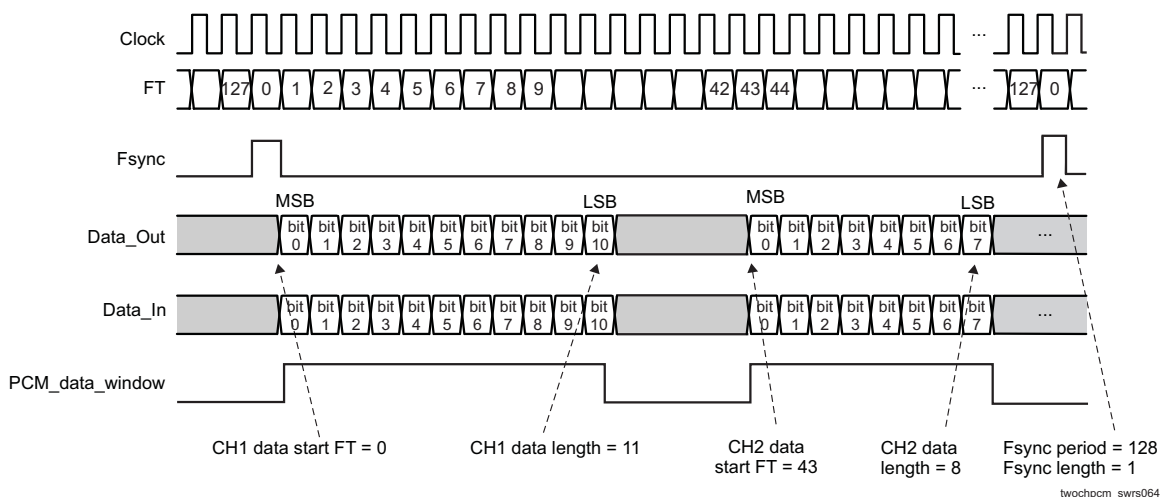 Clock
...
FT 127 0 1 2 3 4 5 6 7 8 9 42 43 44 ... 127 0
Fsync
MSB LSB MSB LSB
Data_Out bit 0 bit 1 bit 2 bit 3 bit 4 bit 5 bit 6 bit 7 bit 8 bit 9 bit 10 bit 0 bit 1 bit 2 bit 3 bit 4 bit 5 bit 6 bit 7 ...
Data_In bit 0 bit 1 bit 2 bit 3 bit 4 bit 5 bit 6 bit 7 bit 8 bit 9 bit 10 bit 0 bit 1 bit 2 bit 3 bit 4 bit 5 bit 6 bit 7 ...
PCM_data_window
CH1 data start FT = 0
CH1 data length = 11
CH2 data
start FT = 43
CH2 data
length = 8
Fsync period = 128
Fsync length = 1
twochpcm_swrs064